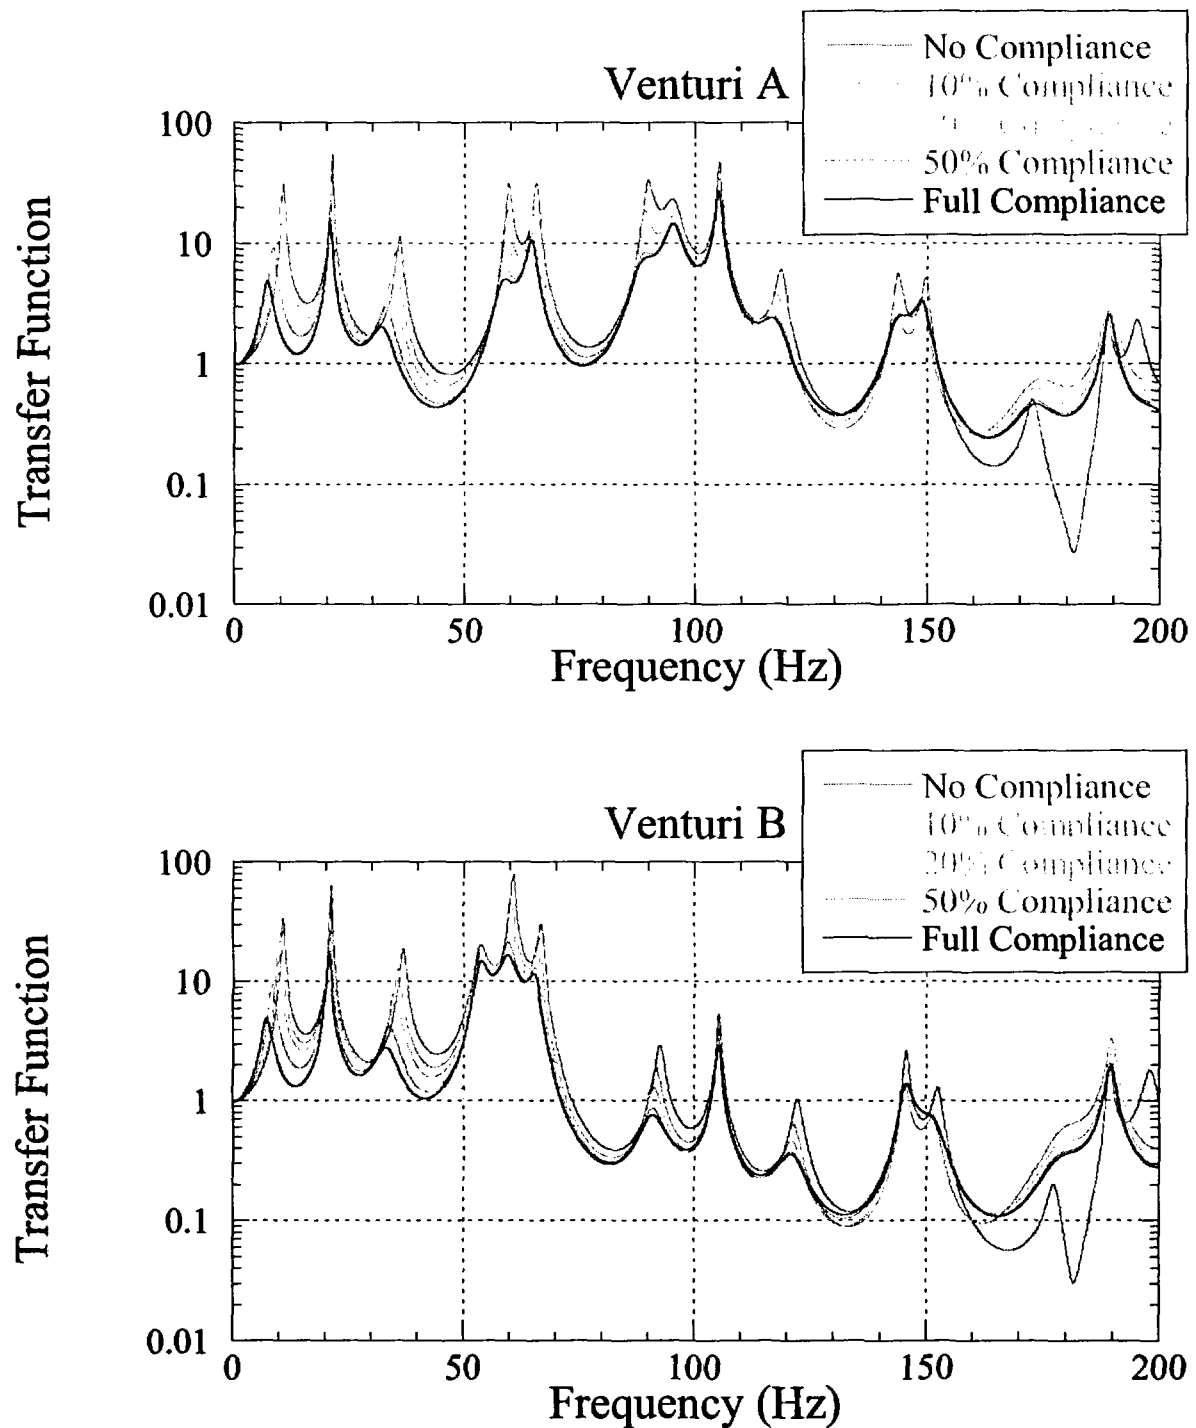 Venturi A
No Compliance
10% Compliance
50% Compliance
Full Compliance
Transfer Function
100
10
1
0.1
0.01
0
50
100
150
200
Frequency (Hz)
Venturi B
No Compliance
10% Compliance
20% Compliance
50% Compliance
Full Compliance
Transfer Function
100
10
1
0.1
0.01
0
50
100
150
200
Frequency (Hz)